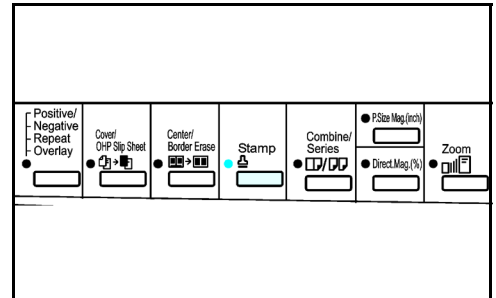 Positive/
Negative
Repeat
Overlay
Cover/
OHP Slip Sheet
Center/
Border Erase
Stamp
Combine/
Series
P.Size Mag.(inch)
Direct.Mag.(%)
Zoom